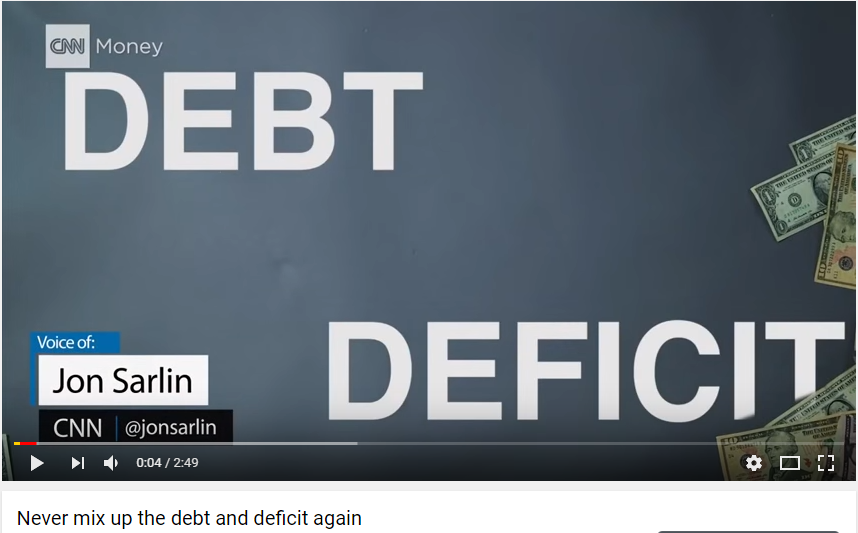 CNN Money
DEBT
DEFICIT
Voice of:
Jon Sarlin
CNN @jonsarlin
0:04 / 2:49
Never mix up the debt and deficit again